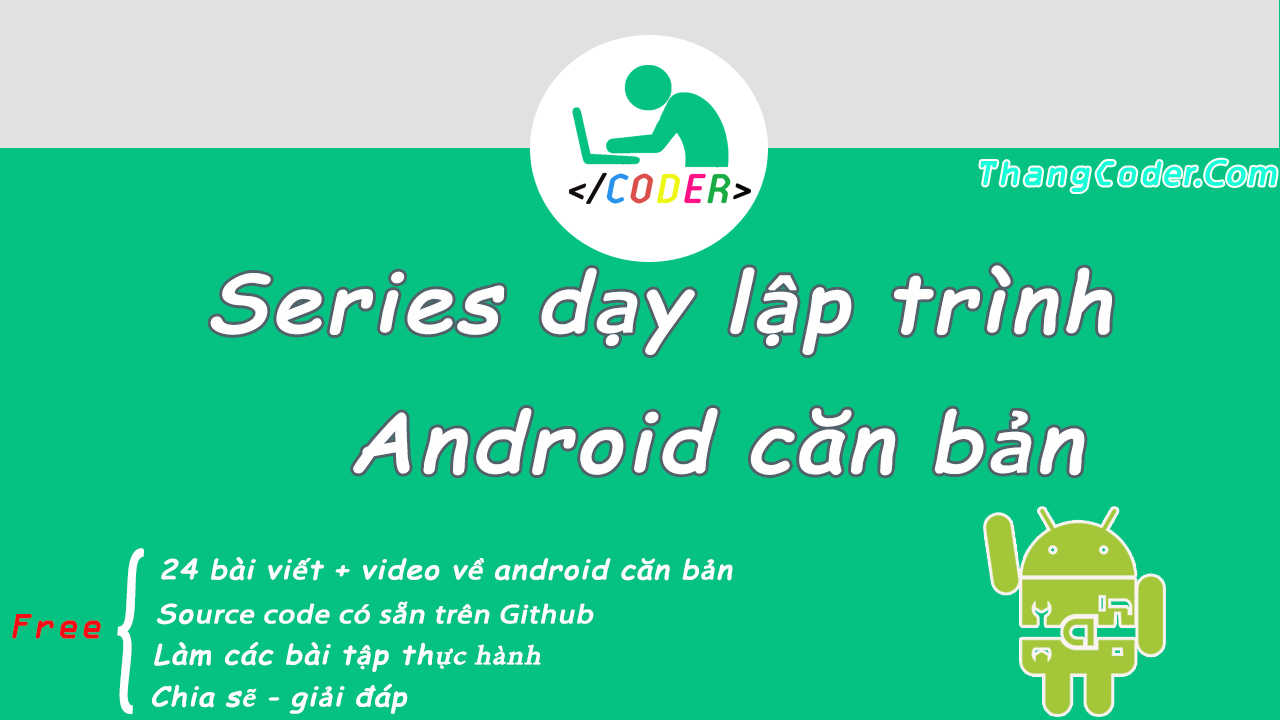 </CODER>
ThangCoder.Com
Series dạy lập trình
Android căn bản
24 bài viết + video về android căn bản
Source code có sẵn trên Github
Free
Làm các bài tập thực hành
Chia sẽ - giải đáp